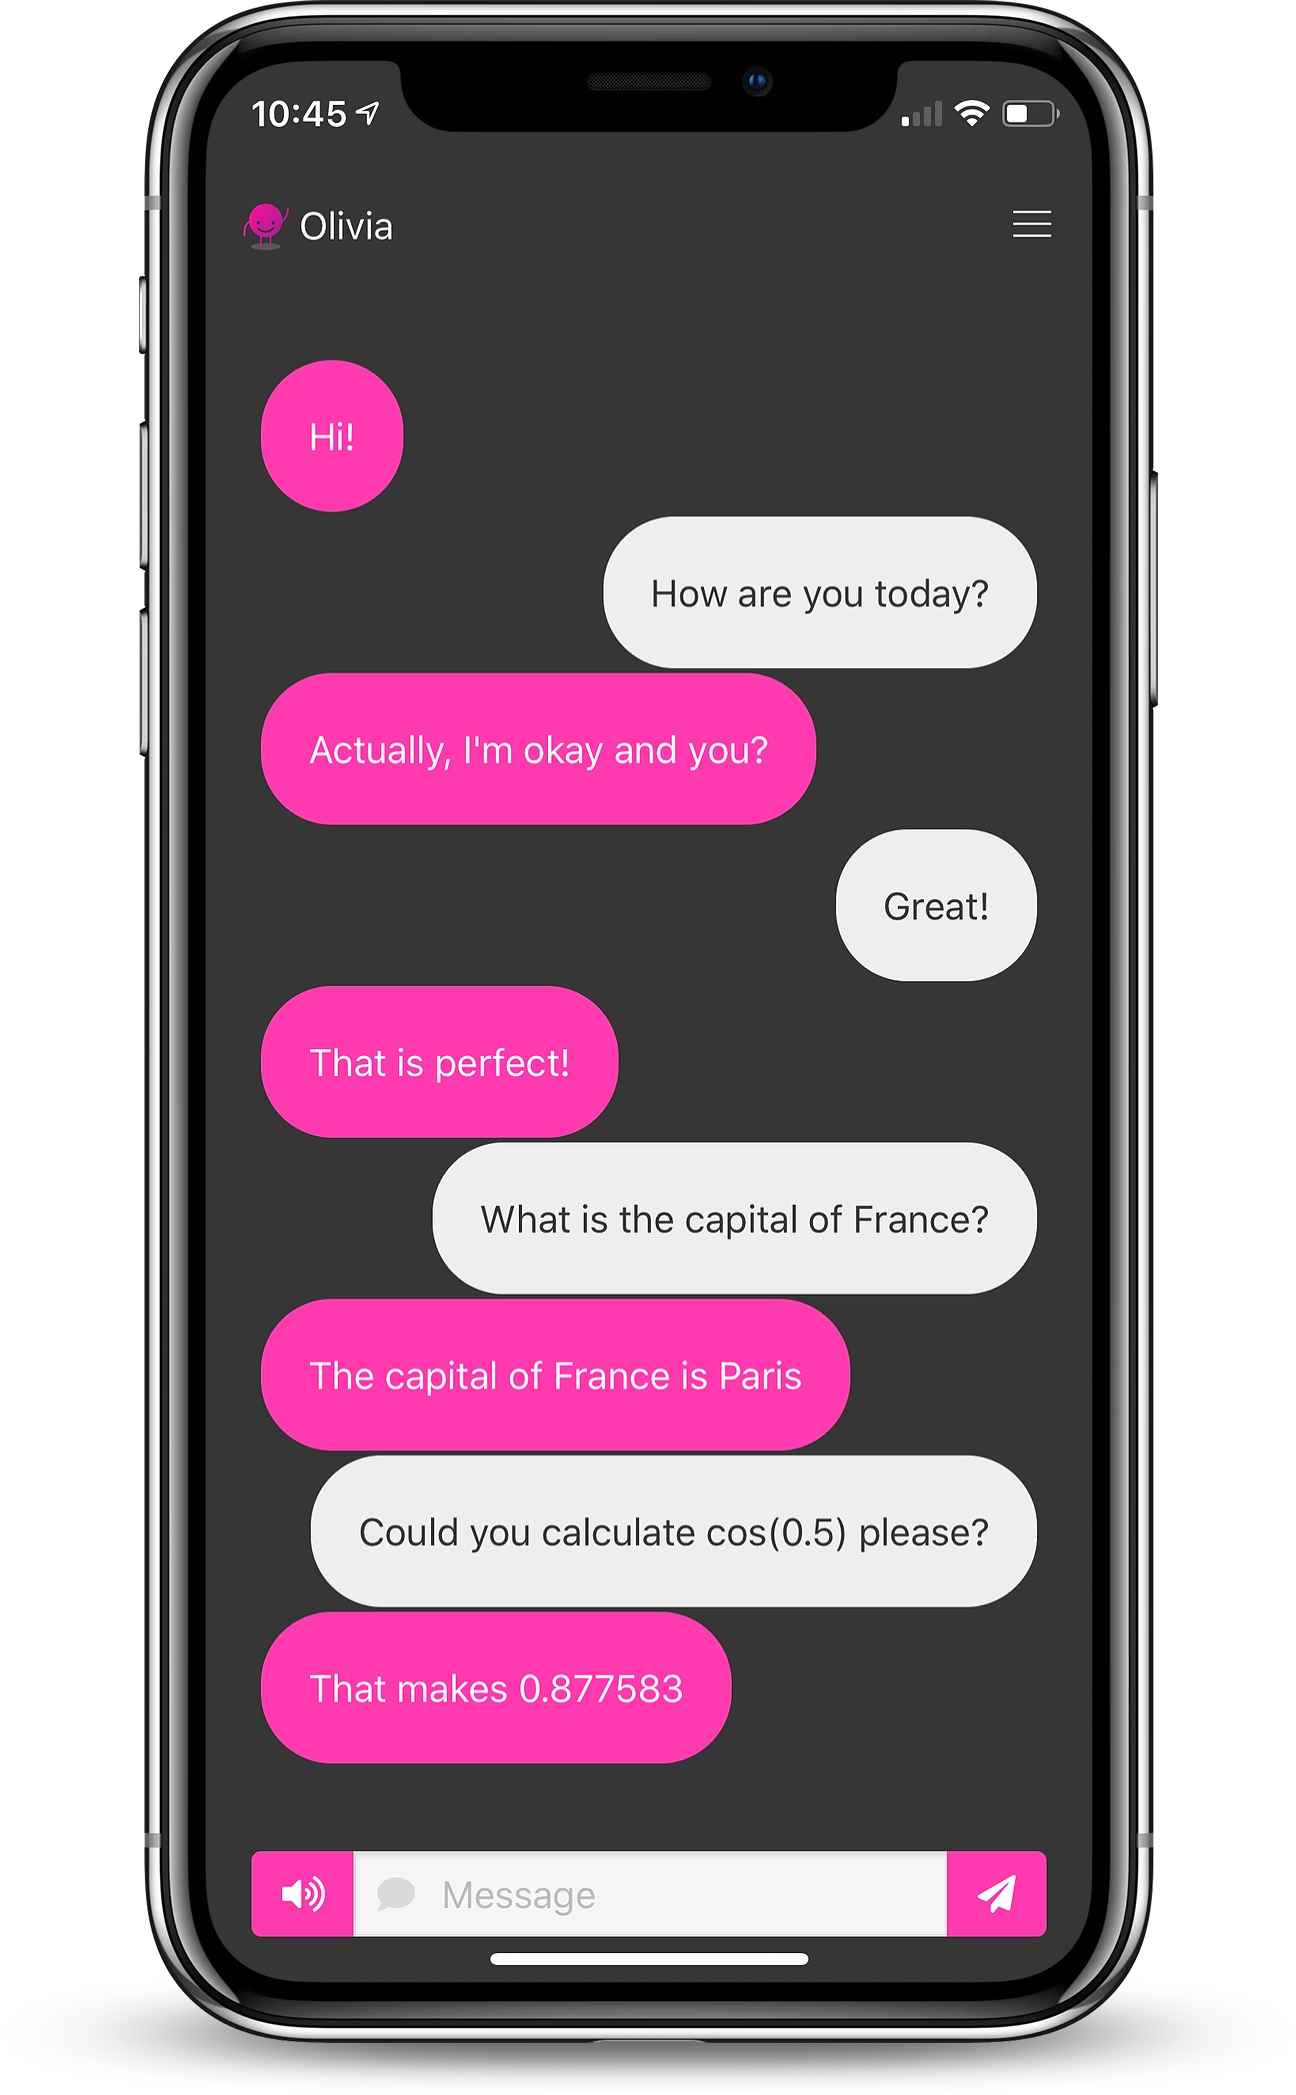 10:45
Olivia
Hi!
How are you today?
Actually, I'm okay and you?
Great!
That is perfect!
What is the capital of France?
The capital of France is Paris
Could you calculate cos(0.5) please?
That makes 0.877583
Message